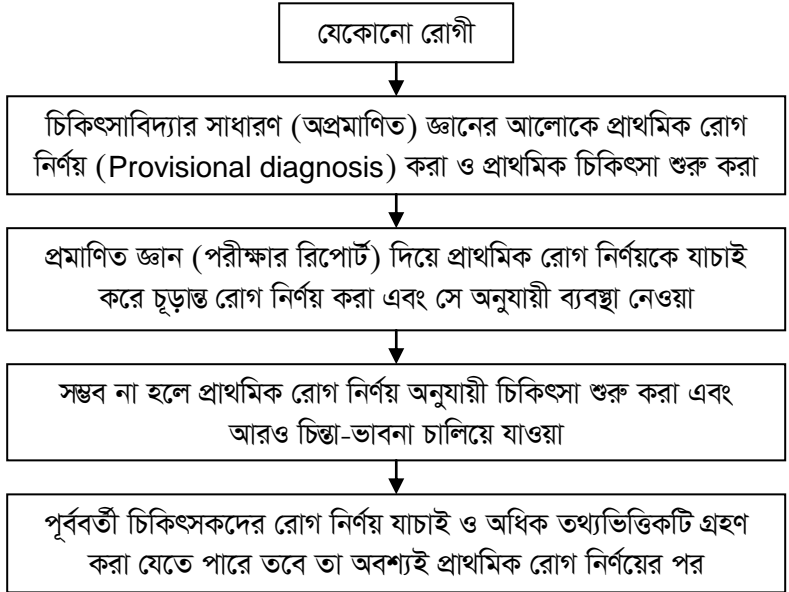 যেকোনো রোগী
চিকিৎসাবিদ্যার সাধারণ (অপ্রমাণিত) জ্ঞানের আলোকে প্রাথমিক রোগ
নির্ণয় (Provisional diagnosis) করা ও প্রাথমিক চিকিৎসা শুরু করা
প্রমাণিত জ্ঞান (পরীক্ষার রিপোর্ট) দিয়ে প্রাথমিক রোগ নির্ণয়কে যাচাই
করে চূড়ান্ত রোগ নির্ণয় করা এবং সে অনুযায়ী ব্যবস্থা নেওয়া
সম্ভব না হলে প্রাথমিক রোগ নির্ণয় অনুযায়ী চিকিৎসা শুরু করা এবং
আরও চিন্তা-ভাবনা চালিয়ে যাওয়া
পূর্ববর্তী চিকিৎসকদের রোগ নির্ণয় যাচাই ও অধিক তথ্যভিত্তিকটি গ্রহণ
করা যেতে পারে তবে তা অবশ্যই প্রাথমিক রোগ নির্ণয়ের পর